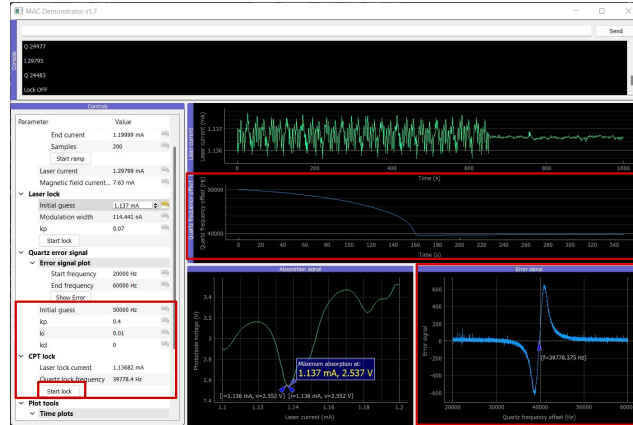 MAC Demonstrator v1.7
Send
Controls
Q 24477
I 29795
Q 24483
Lock OFF
Controls
Parameter Value
End current 1.19999 mA
Samples 200
Start ramp
Laser current 1.29799 mA
Magnetic field current... 7.63 mA
Laser lock
Initial guess 1.137 mA
Modulation width 114.441 nA
kp 0.07
Start lock
Quartz error signal
Error signal plot
Start frequency 20000 Hz
End frequency 60000 Hz
Show Error
Initial guess 50000 Hz
kp 0.4
ki 0.01
kd 0
CPT lock
Laser lock current 1.13682 mA
Quartz lock frequency 39778.4 Hz
Start lock
Plot tools
Time plots
Laser current
Laser current (mA)
1.137
1.136
0 200 400 600 800 1000
Time (s)
Quartz frequency offset
Quartz frequency offset (Hz)
50000
40000
0 20 40 60 80 100 120 140 160 180 200 220 240 260 280 300 320 340
Time (s)
Absorption signal
Photodiode voltage (V)
3.4
3.2
3
2.8
2.6
2.4
Maximum absorption at:
1.137 mA, 2.537 V
[i=1.136 mA, v=2.552 V] [i=1.136 mA, v=2.552 V]
1.1 1.12 1.14 1.16 1.18 1.2
Laser current (mA)
Error signal
Error signal
600
400
200
0
-200
-400
-600
[f=39778.375 Hz]
20000 30000 40000 50000 60000
Quartz frequency offset (Hz)